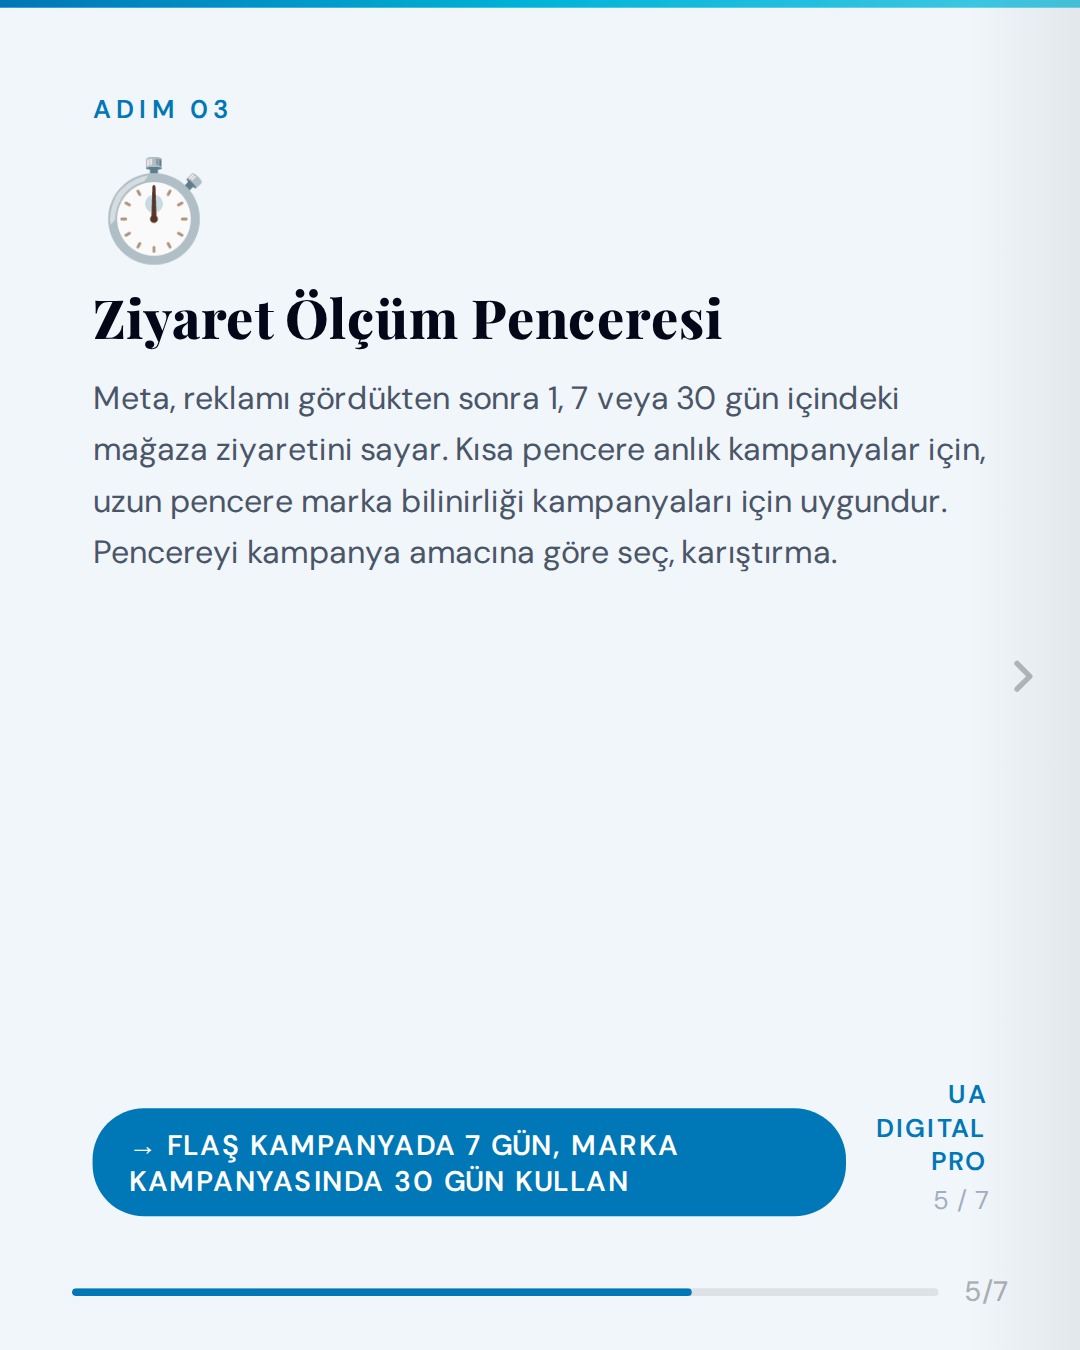 ADIM 03
Ziyaret Ölçüm Penceresi
Meta, reklamı gördükten sonra 1, 7 veya 30 gün içindeki
mağaza ziyaretini sayar. Kısa pencere anlık kampanyalar için,
uzun pencere marka bilinirliği kampanyaları için uygundur.
Pencereyi kampanya amacına göre seç, karıştırma.
→ FLAŞ KAMPANYADA 7 GÜN, MARKA
KAMPANYASINDA 30 GÜN KULLAN
UA
DIGITAL
PRO
5 / 7
5/7